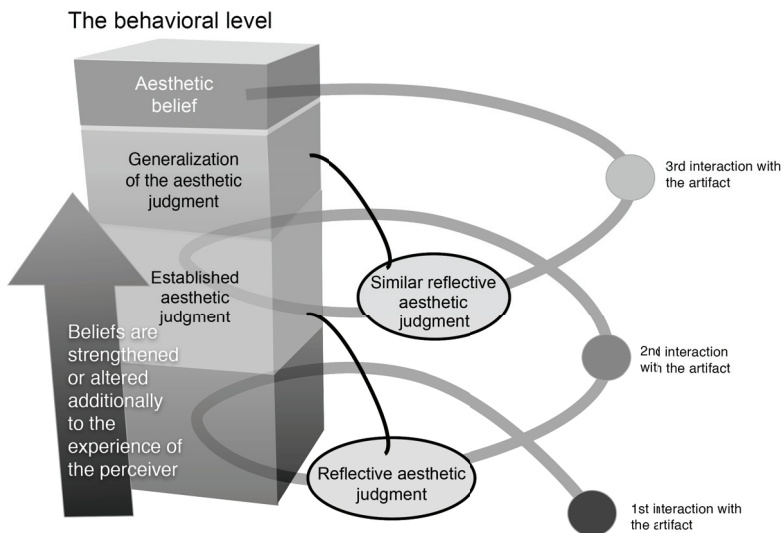 The behavioral level
Aesthetic
belief
Generalization
of the aesthetic
judgment
3rd interaction with
the artifact
Established
aesthetic
judgment
Similar reflective
aesthetic
judgment
Beliefs are
strengthened
or altered
additionally
to the
experience of
the perceiver
2nd interaction
with the artifact
Reflective aesthetic
judgment
1st interaction with
the artifact